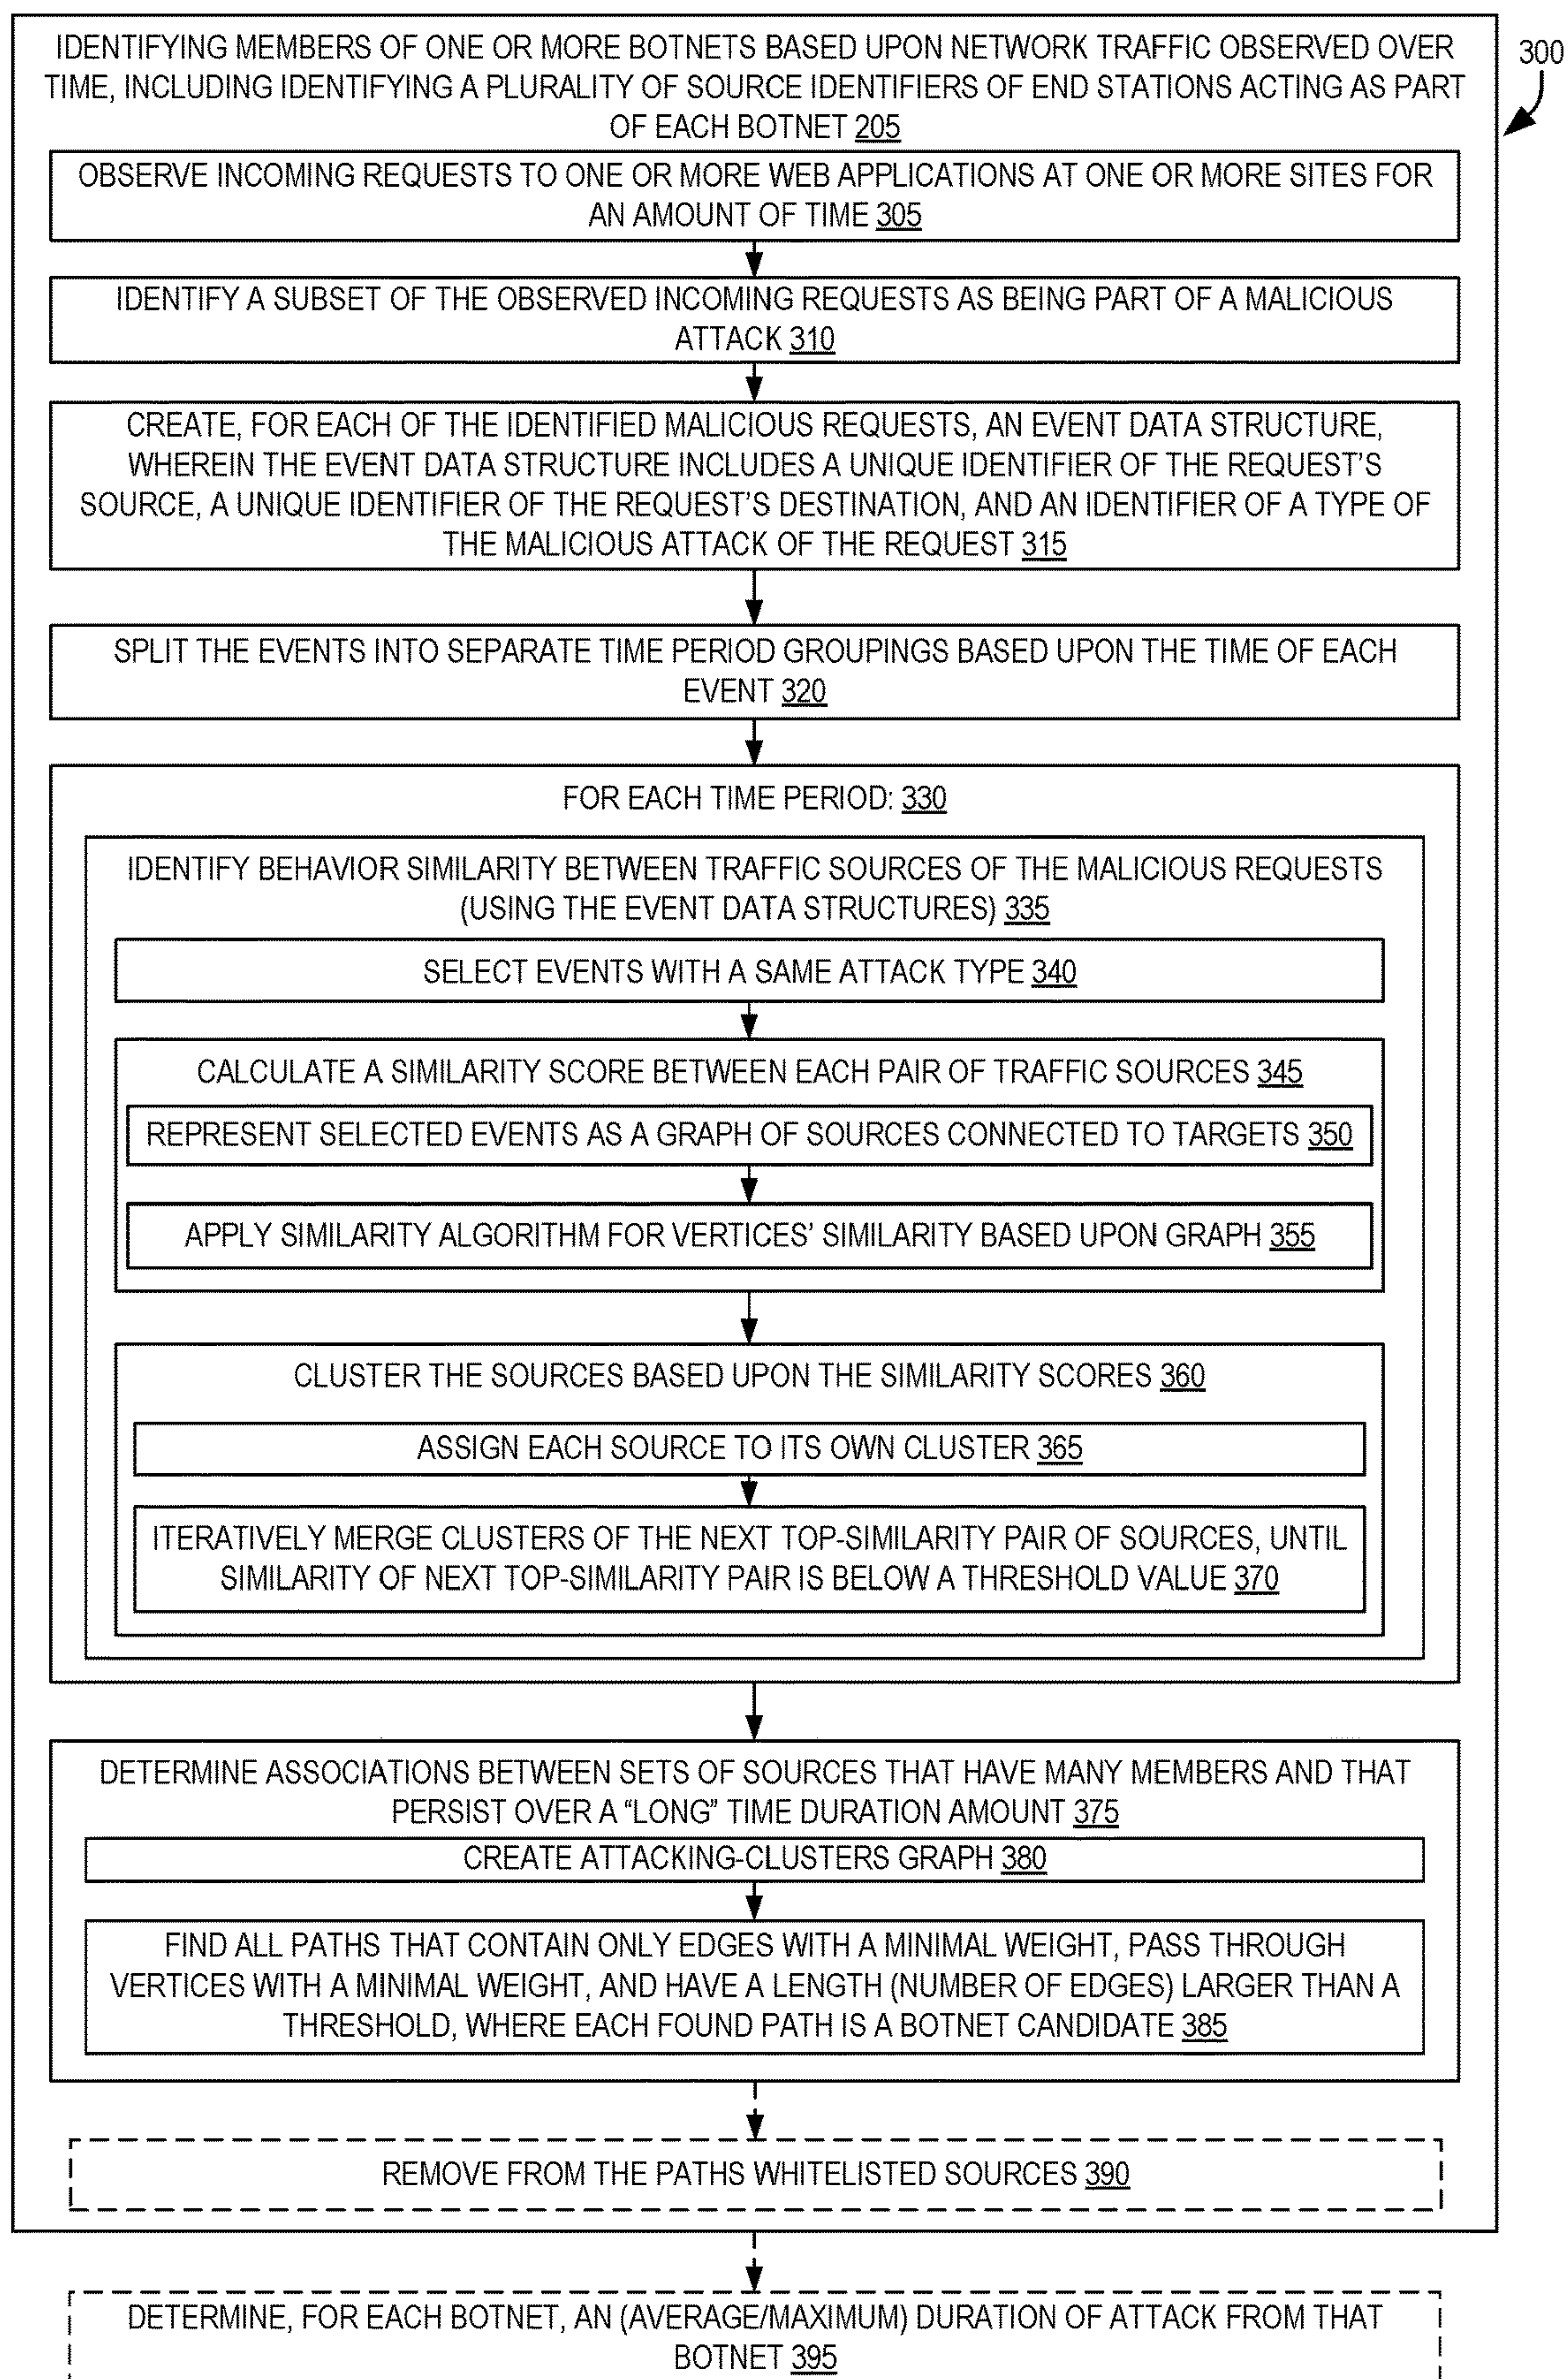 IDENTIFYING MEMBERS OF ONE OR MORE BOTNETS BASED UPON NETWORK TRAFFIC OBSERVED OVER
TIME, INCLUDING IDENTIFYING A PLURALITY OF SOURCE IDENTIFIERS OF END STATIONS ACTING AS PART
OF EACH BOTNET 205
300
OBSERVE INCOMING REQUESTS TO ONE OR MORE WEB APPLICATIONS AT ONE OR MORE SITES FOR
AN AMOUNT OF TIME 305
IDENTIFY A SUBSET OF THE OBSERVED INCOMING REQUESTS AS BEING PART OF A MALICIOUS
ATTACK 310
CREATE, FOR EACH OF THE IDENTIFIED MALICIOUS REQUESTS, AN EVENT DATA STRUCTURE,
WHEREIN THE EVENT DATA STRUCTURE INCLUDES A UNIQUE IDENTIFIER OF THE REQUEST'S
SOURCE, A UNIQUE IDENTIFIER OF THE REQUEST'S DESTINATION, AND AN IDENTIFIER OF A TYPE OF
THE MALICIOUS ATTACK OF THE REQUEST 315
SPLIT THE EVENTS INTO SEPARATE TIME PERIOD GROUPINGS BASED UPON THE TIME OF EACH
EVENT 320
FOR EACH TIME PERIOD: 330
IDENTIFY BEHAVIOR SIMILARITY BETWEEN TRAFFIC SOURCES OF THE MALICIOUS REQUESTS
(USING THE EVENT DATA STRUCTURES) 335
SELECT EVENTS WITH A SAME ATTACK TYPE 340
CALCULATE A SIMILARITY SCORE BETWEEN EACH PAIR OF TRAFFIC SOURCES 345
REPRESENT SELECTED EVENTS AS A GRAPH OF SOURCES CONNECTED TO TARGETS 350
APPLY SIMILARITY ALGORITHM FOR VERTICES' SIMILARITY BASED UPON GRAPH 355
CLUSTER THE SOURCES BASED UPON THE SIMILARITY SCORES 360
ASSIGN EACH SOURCE TO ITS OWN CLUSTER 365
ITERATIVELY MERGE CLUSTERS OF THE NEXT TOP-SIMILARITY PAIR OF SOURCES, UNTIL
SIMILARITY OF NEXT TOP-SIMILARITY PAIR IS BELOW A THRESHOLD VALUE 370
DETERMINE ASSOCIATIONS BETWEEN SETS OF SOURCES THAT HAVE MANY MEMBERS AND THAT
PERSIST OVER A "LONG" TIME DURATION AMOUNT 375
CREATE ATTACKING-CLUSTERS GRAPH 380
FIND ALL PATHS THAT CONTAIN ONLY EDGES WITH A MINIMAL WEIGHT, PASS THROUGH
VERTICES WITH A MINIMAL WEIGHT, AND HAVE A LENGTH (NUMBER OF EDGES) LARGER THAN A
THRESHOLD, WHERE EACH FOUND PATH IS A BOTNET CANDIDATE 385
REMOVE FROM THE PATHS WHITELISTED SOURCES 390
DETERMINE, FOR EACH BOTNET, AN (AVERAGE/MAXIMUM) DURATION OF ATTACK FROM THAT
BOTNET 395